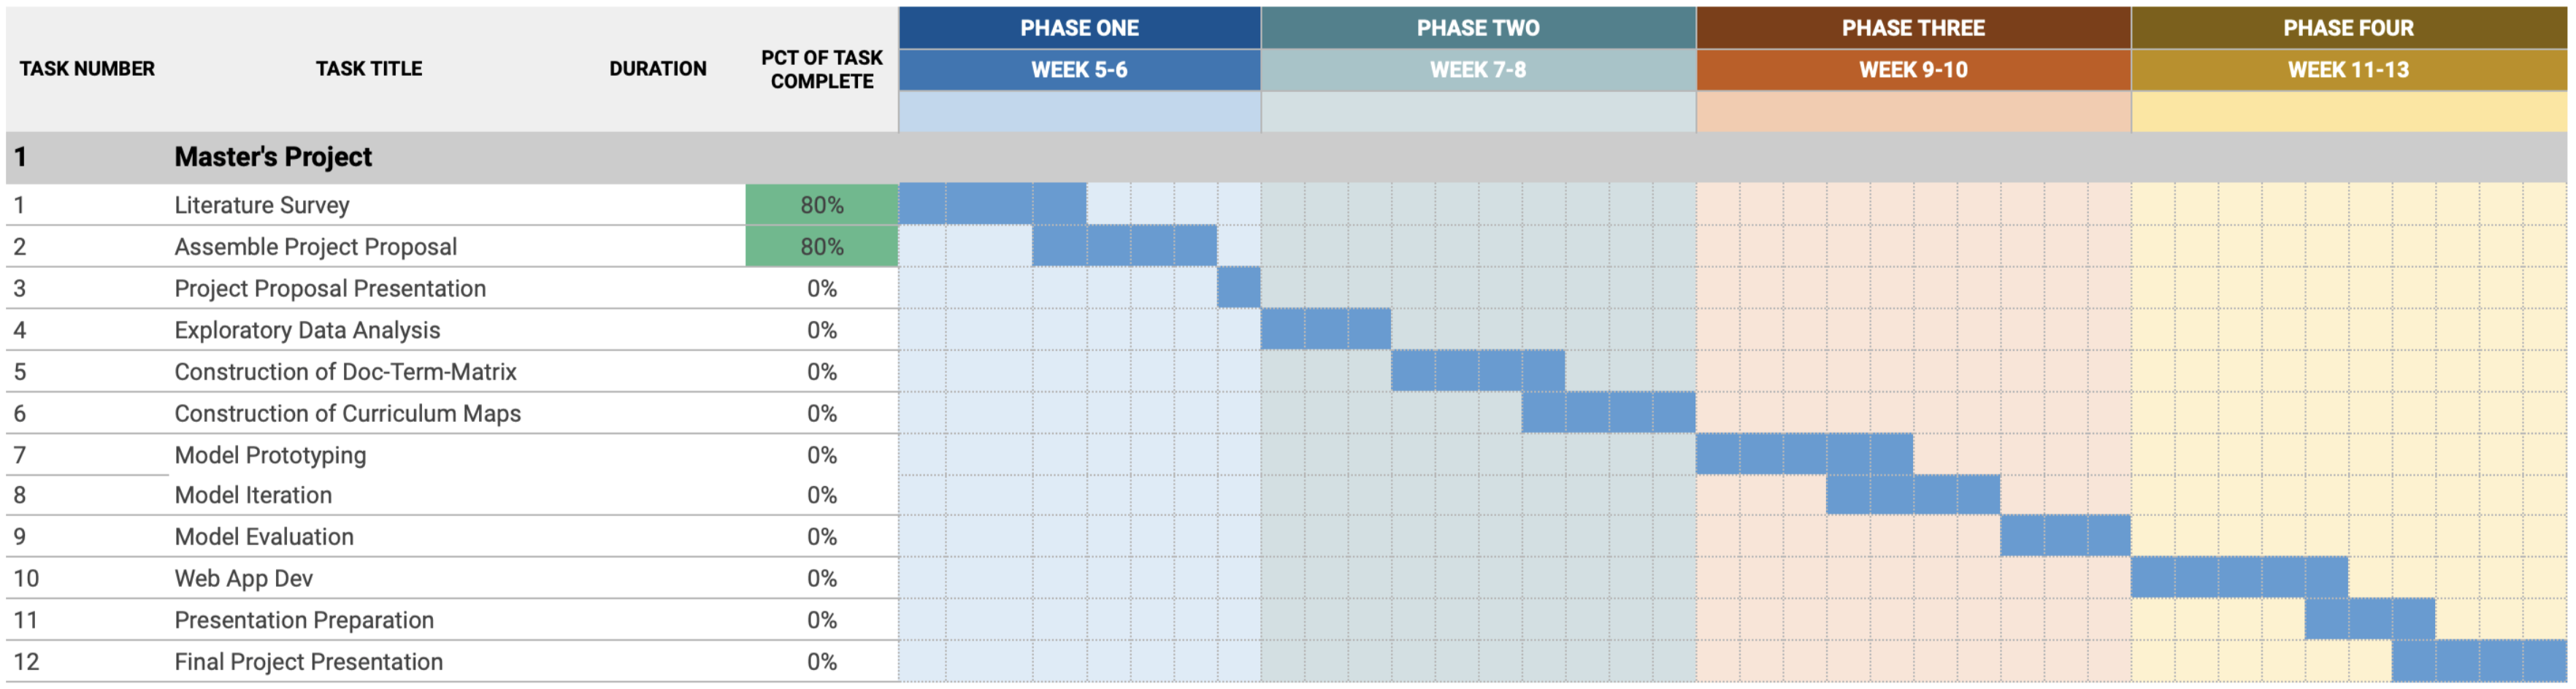 TASK NUMBER TASK TITLE DURATION PCT OF TASK COMPLETE PHASE ONE PHASE TWO PHASE THREE PHASE FOUR
WEEK 5-6 WEEK 7-8 WEEK 9-10 WEEK 11-13
1 Master's Project
1 Literature Survey 80%
2 Assemble Project Proposal 80%
3 Project Proposal Presentation 0%
4 Exploratory Data Analysis 0%
5 Construction of Doc-Term-Matrix 0%
6 Construction of Curriculum Maps 0%
7 Model Prototyping 0%
8 Model Iteration 0%
9 Model Evaluation 0%
10 Web App Dev 0%
11 Presentation Preparation 0%
12 Final Project Presentation 0%